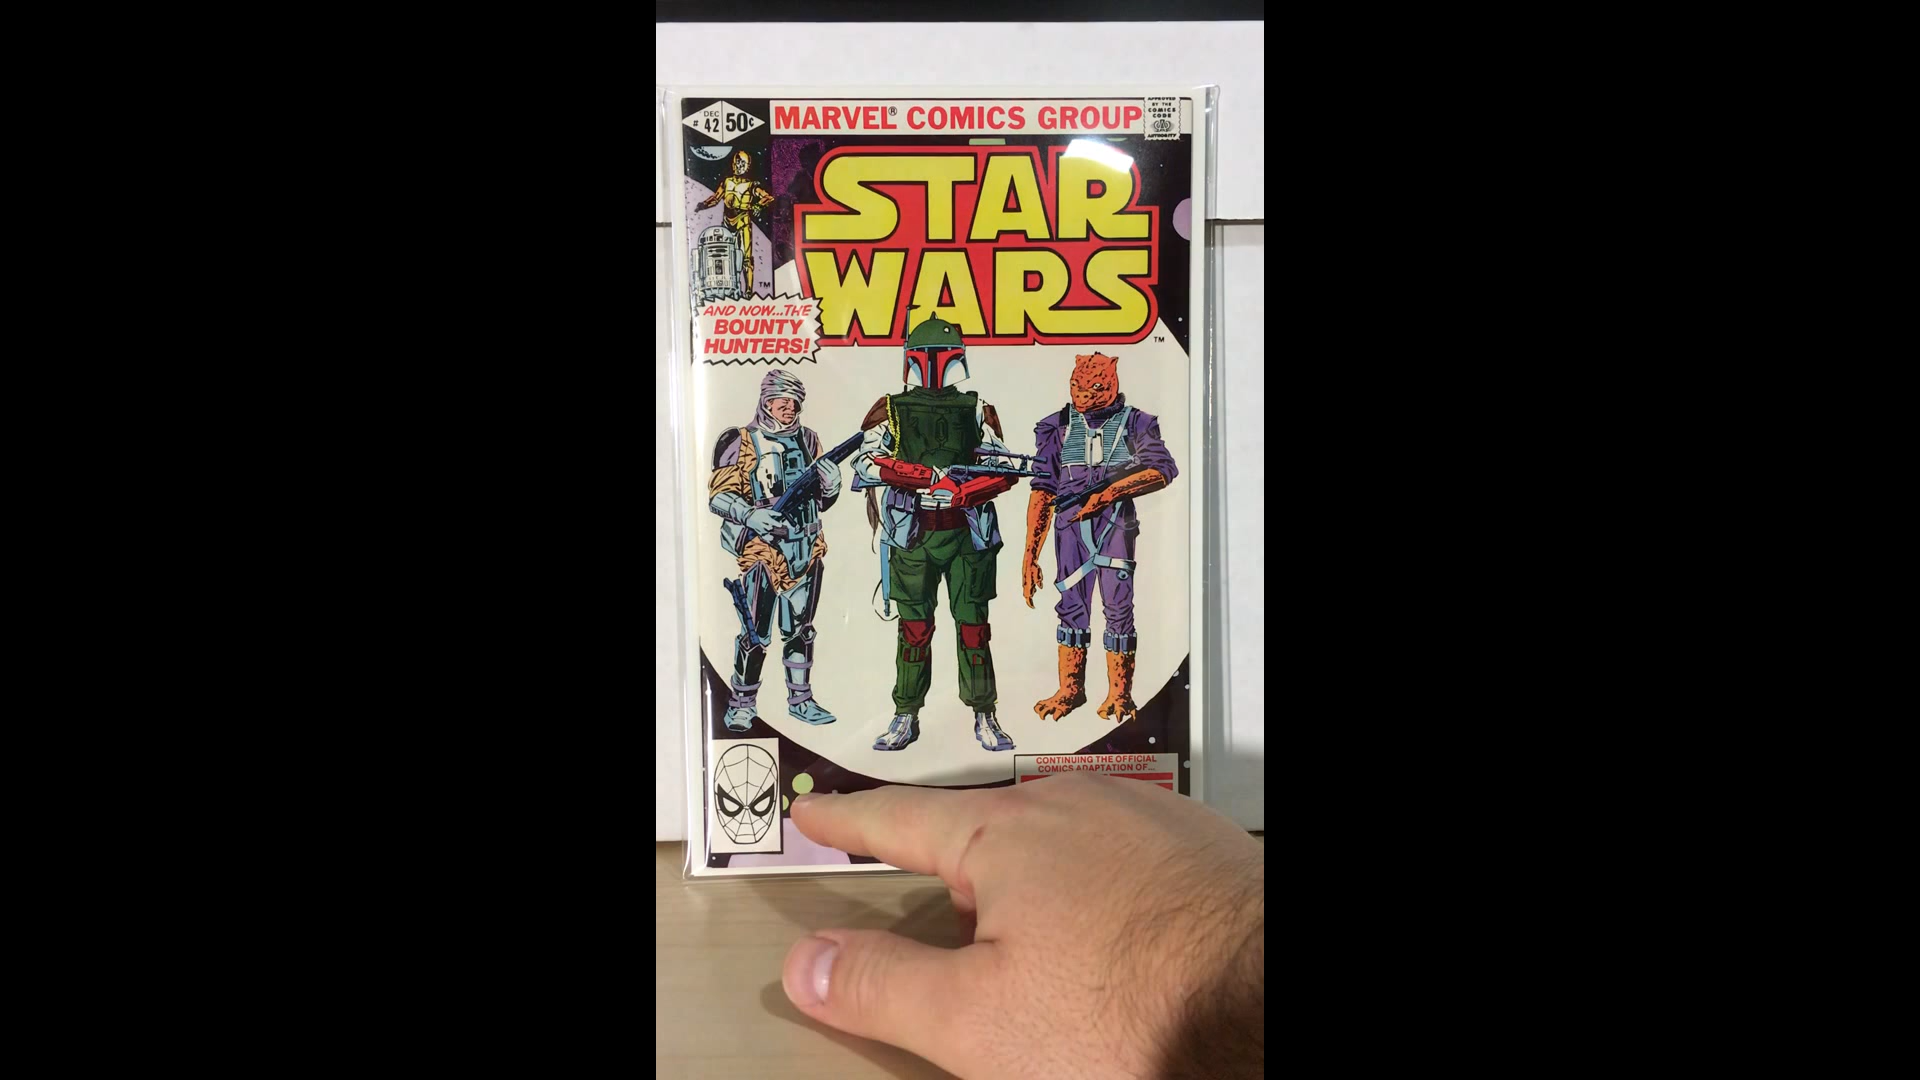 DEC
# 42 50¢
MARVEL® COMICS GROUP
APPROVED
BY THE
COMICS
CODE
AUTHORITY
STAR
WARS
TM
TM
AND NOW...THE
BOUNTY
HUNTERS!
CONTINUING THE OFFICIAL
COMICS ADAPTATION OF...